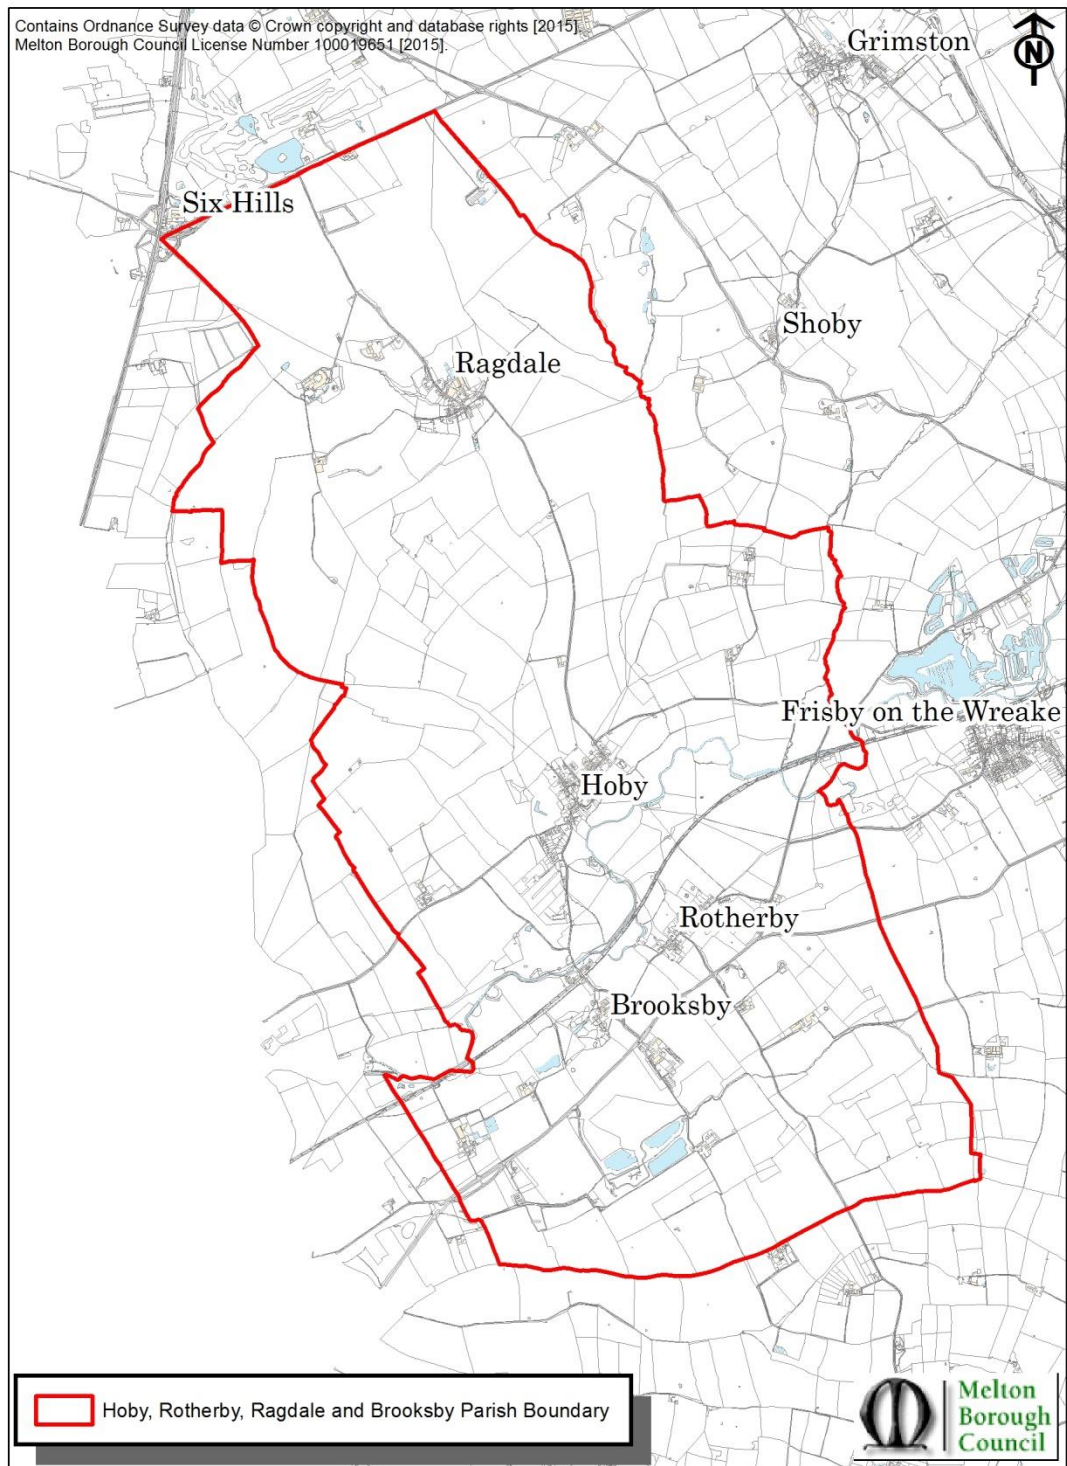 Contains Ordnance Survey data © Crown copyright and database rights [2015].
Melton Borough Council License Number 100019651 [2015].
N
Grimston
Six Hills
Shoby
Ragdale
Frisby on the Wreake
Hoby
Rotherby
Brooksby
Hoby, Rotherby, Ragdale and Brooksby Parish Boundary
Melton
Borough
Council